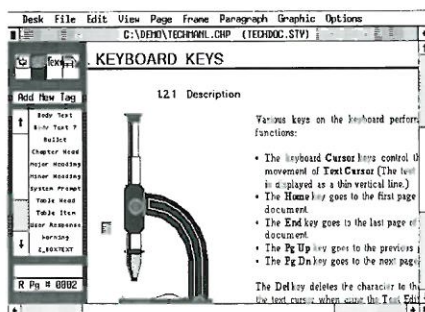 Desk File Edit View Page Frame Paragraph Graphic Options
C:\DEMO\TECHMANL.CHP (TECHDOC.STY)
Text
Add New Tag
Body Text
Body Text 7
Bullet
Chapter Head
Major Heading
Minor Heading
System Prompt
Table Head
Table Item
User Response
Warning
Z_BOXTEXT
R Pg # 0002
. KEYBOARD KEYS
1.2.1 Description
Various keys on the keyboard perform
functions:
• The keyboard Cursor keys control th
movement of Text Cursor (The text
is displayed as a thin vertical line.)
• The Home key goes to the first page
document.
• The End key goes to the last page of
document.
• The Pg Up key goes to the previous
• The Pg Dn key goes to the next page
The Del key deletes the character to th
the text cursor when using the Text Edit